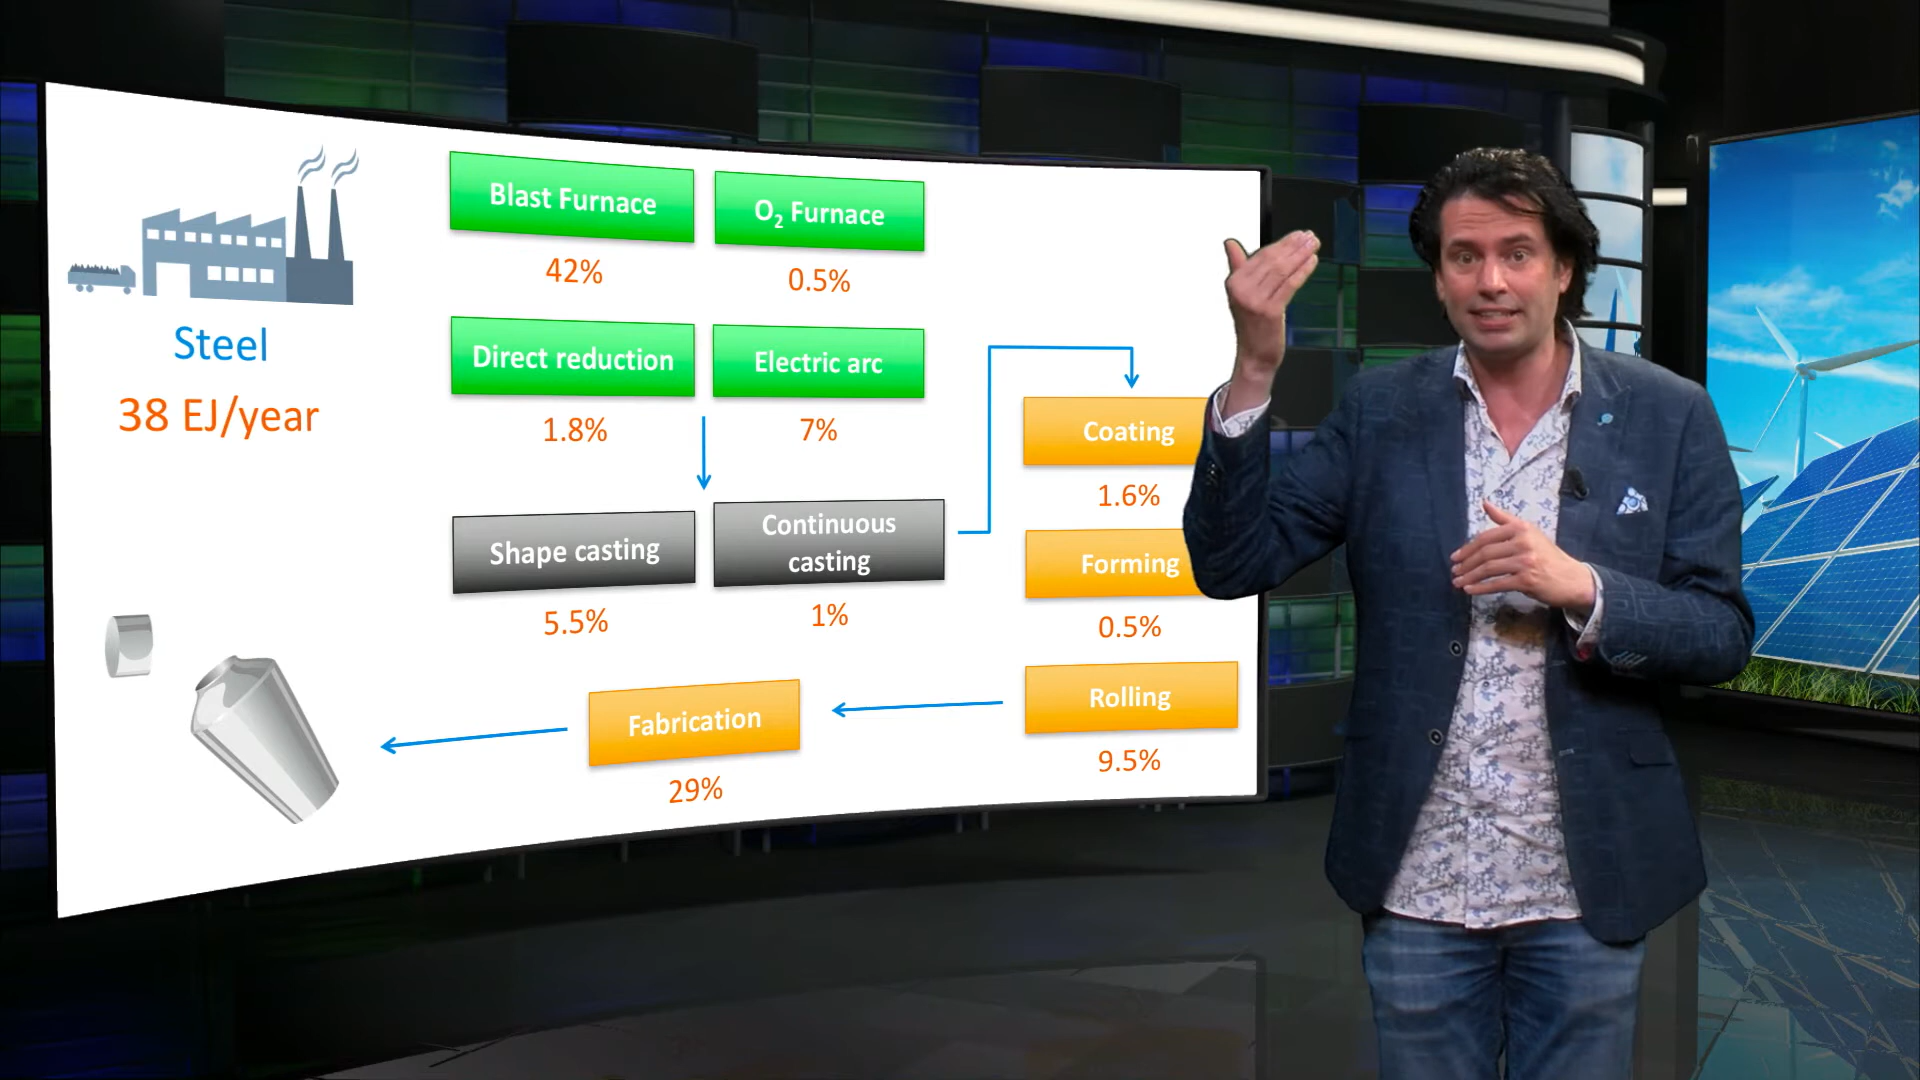 Blast Furnace
42%
O₂ Furnace
0.5%
Steel
38 EJ/year
Direct reduction
1.8%
Electric arc
7%
Shape casting
5.5%
Continuous
casting
1%
Coating
1.6%
Forming
0.5%
Rolling
9.5%
Fabrication
29%